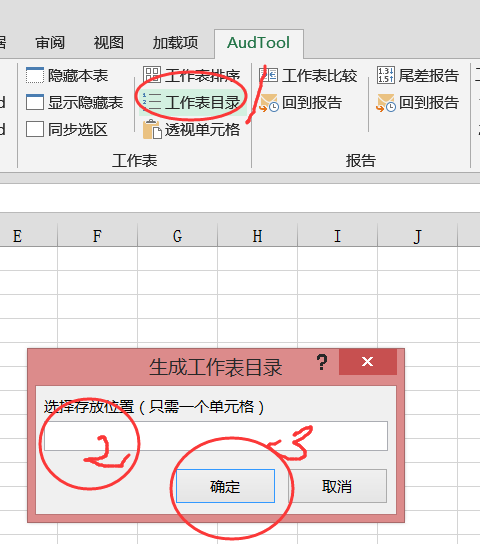 据 审阅 视图 加载项 AudTool
隐藏本表 工作表排序 工作表比较 尾差报告
d 显示隐藏表 工作表目录 回到报告 回到报告
d 同步选区 透视单元格
工作表 报告
1
E F G H I J
生成工作表目录 ? ×
选择存放位置（只需一个单元格）
2
3
确定 取消